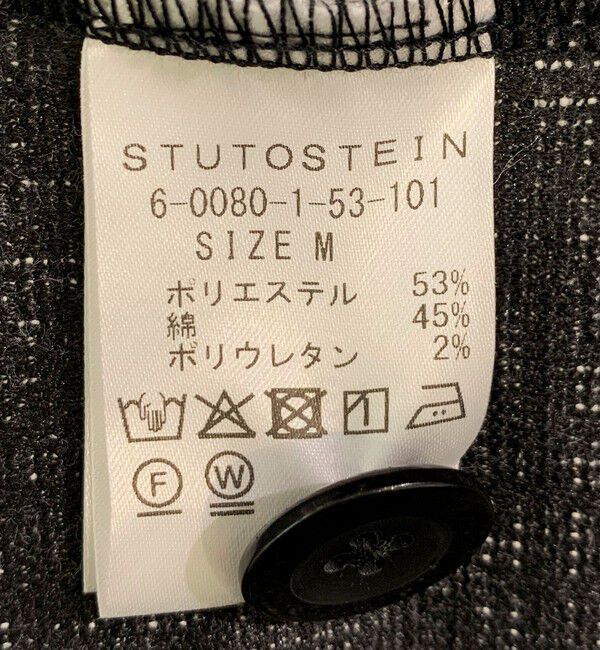 STUTOSTEIN
6-0080-1-53-101
SIZE M
ポリエステル 53%
綿 45%
ポリウレタン 2%
F W